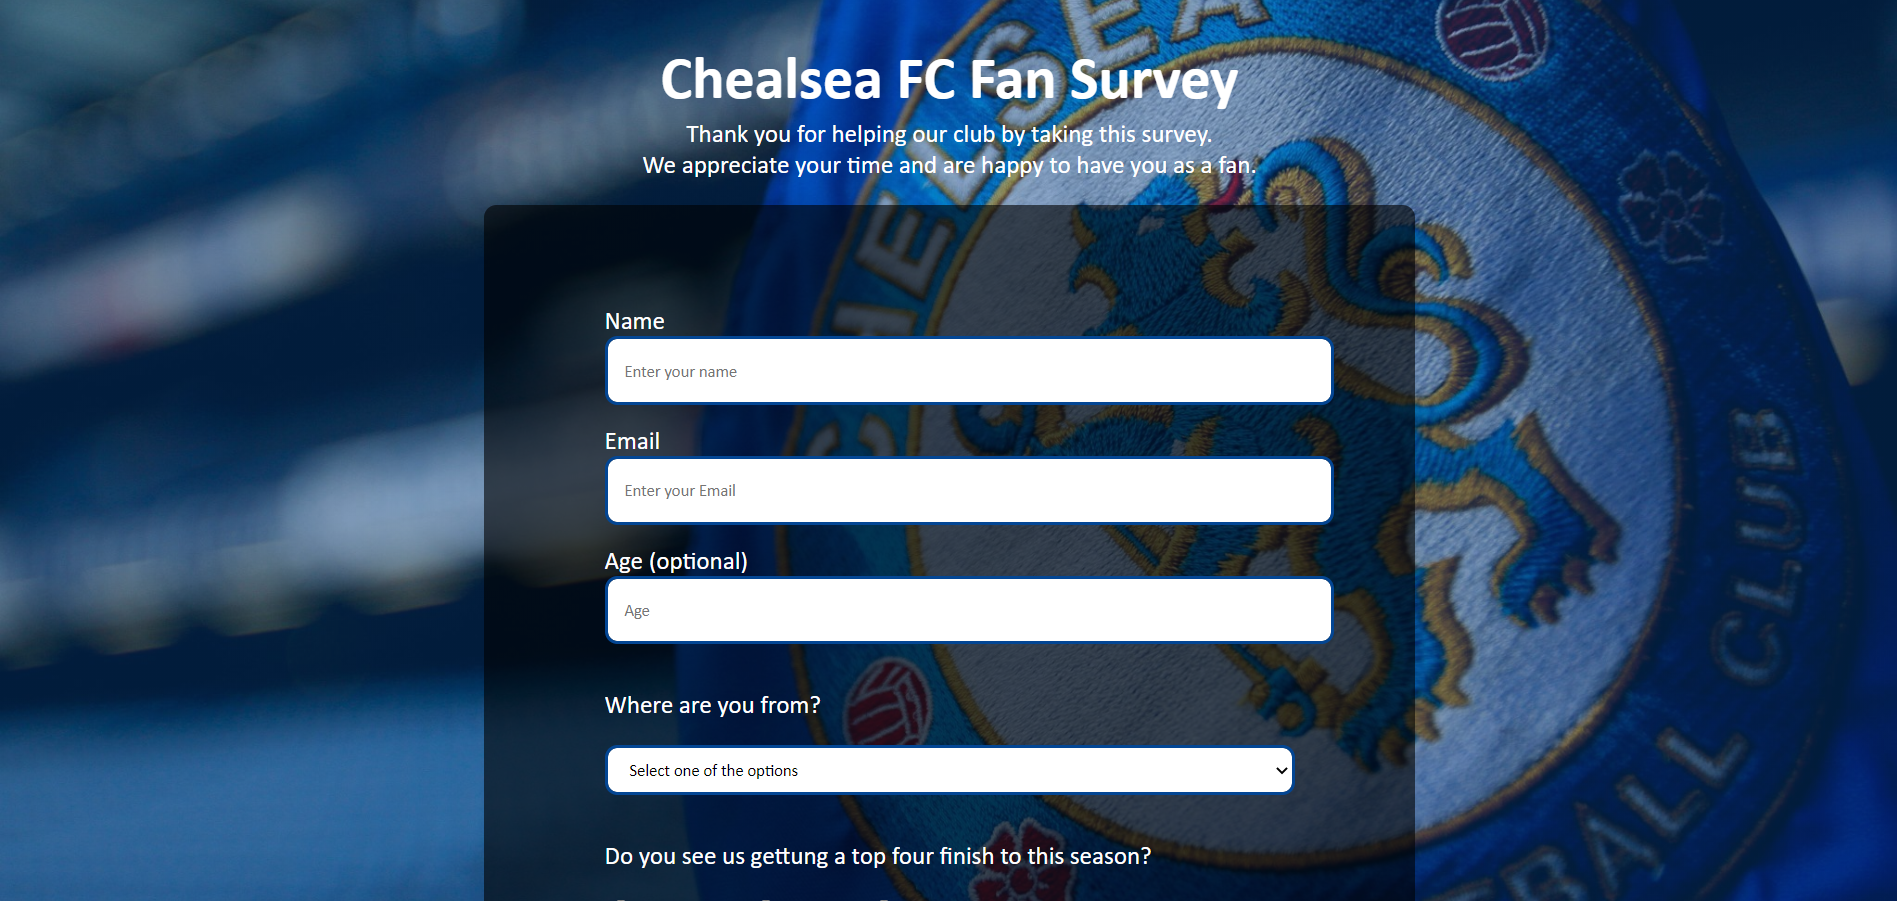 Chealsea FC Fan Survey
Thank you for helping our club by taking this survey.
We appreciate your time and are happy to have you as a fan.
CHELSEA
Name
Enter your name
Email
Enter your Email
Age (optional)
Age
Where are you from?
Select one of the options
Do you see us gettung a top four finish to this season?
CLUB